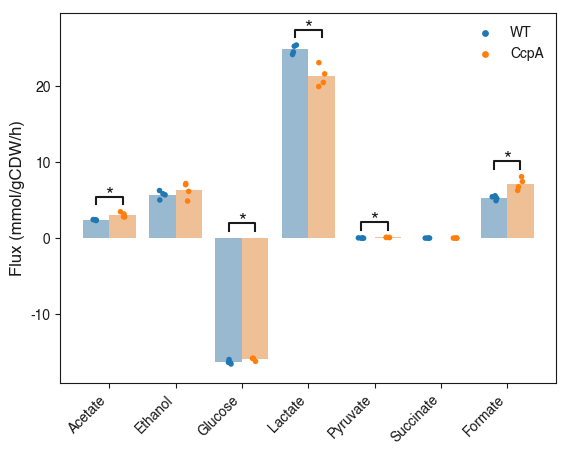 *
WT
CcpA
20
*
10
*
*
*
*
0
-10
Flux (mmol/gCDW/h)
Acetate
Ethanol
Glucose
Lactate
Pyruvate
Succinate
Formate